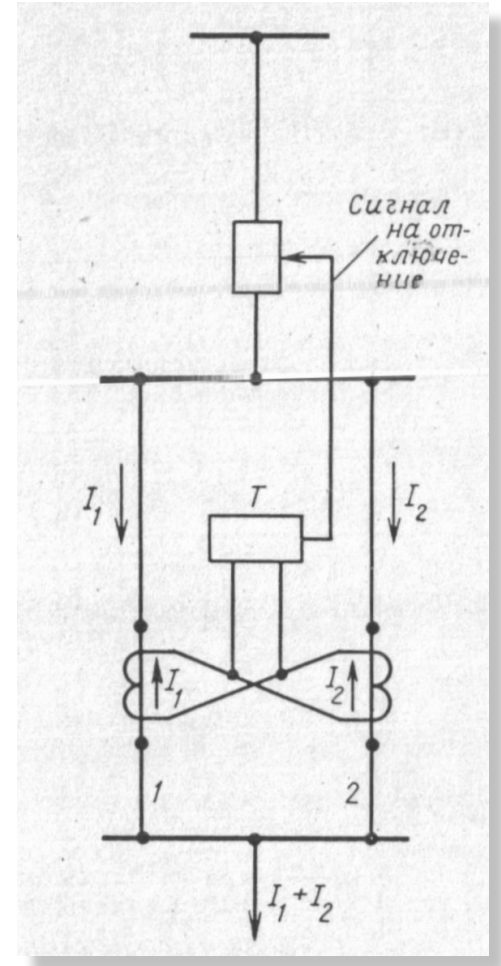 Сигнал
на от-
ключе-
ние
I₁
T
I₂
I₁
I₂
1
2
I₁+I₂